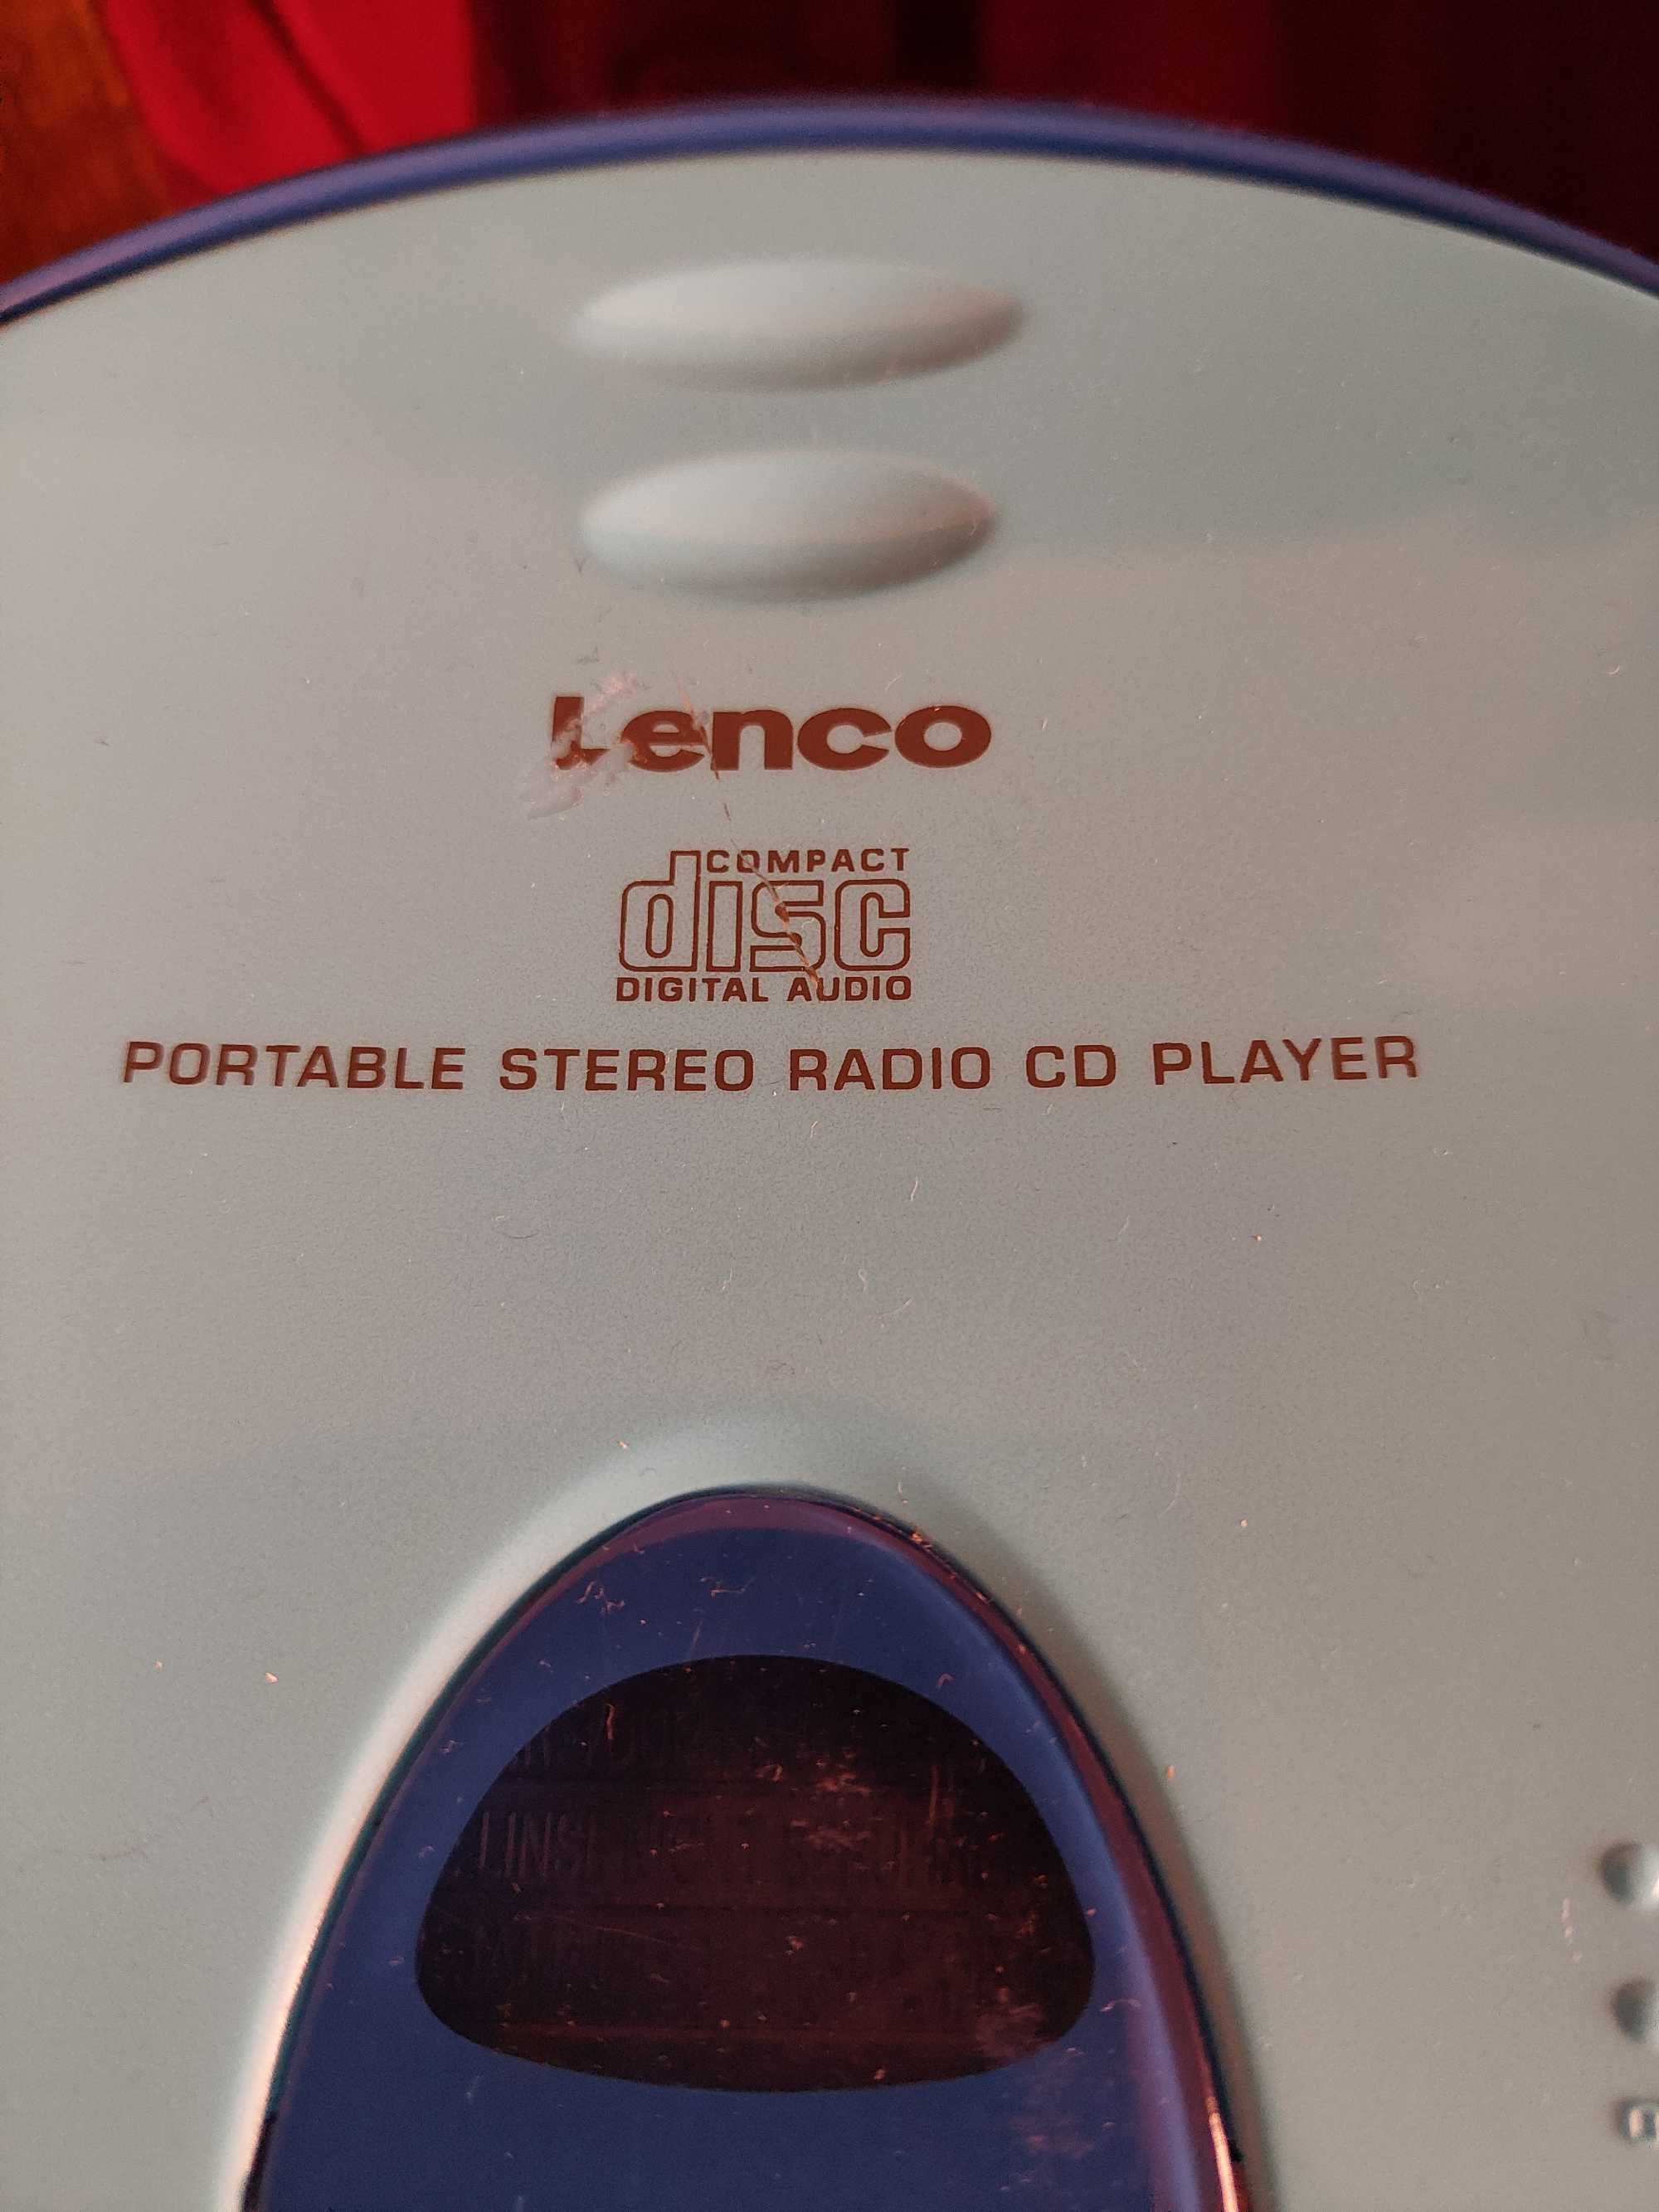 Lenco
COMPACT
disc
DIGITAL AUDIO
PORTABLE STEREO RADIO CD PLAYER